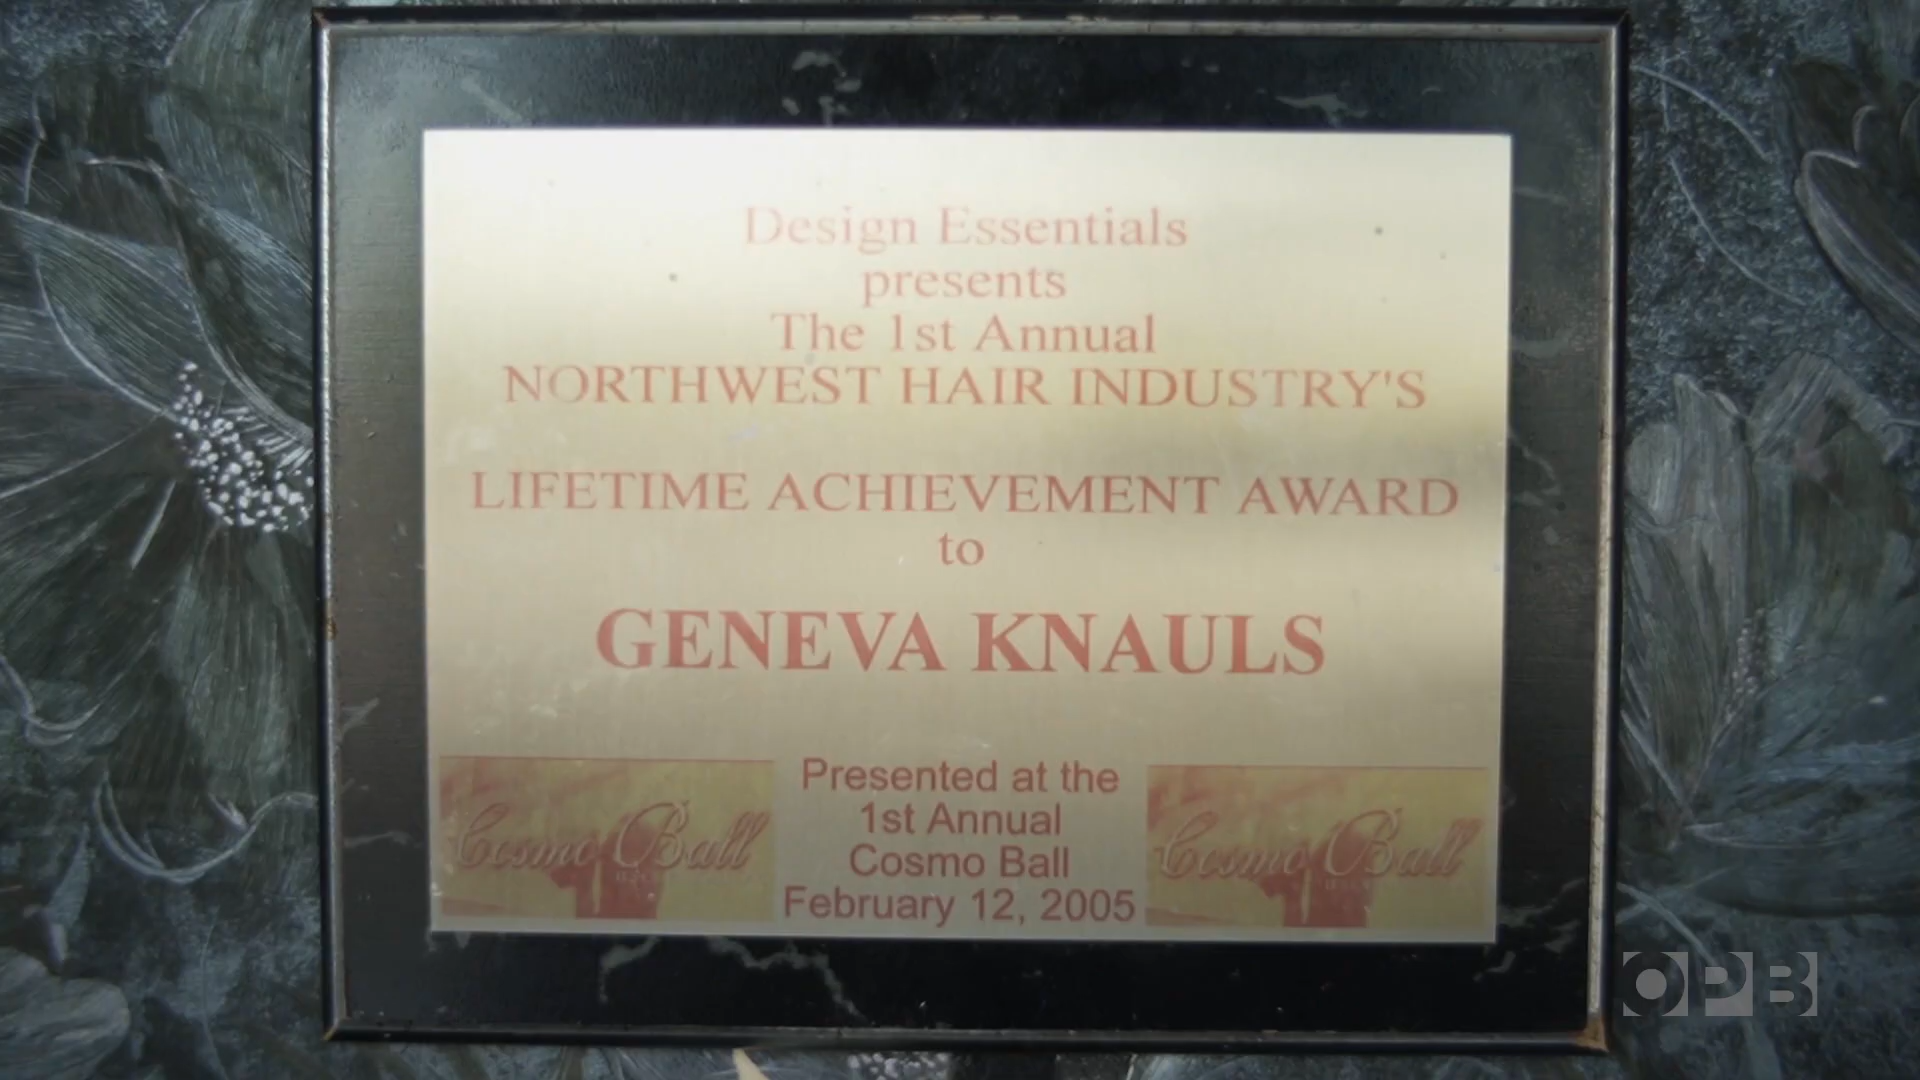 Design Essentials
presents
The 1st Annual
NORTHWEST HAIR INDUSTRY'S
LIFETIME ACHIEVEMENT AWARD
to
GENEVA KNAULS
Presented at the
1st Annual
Cosmo Ball
February 12, 2005
Cosmo Ball
Cosmo Ball
OPB